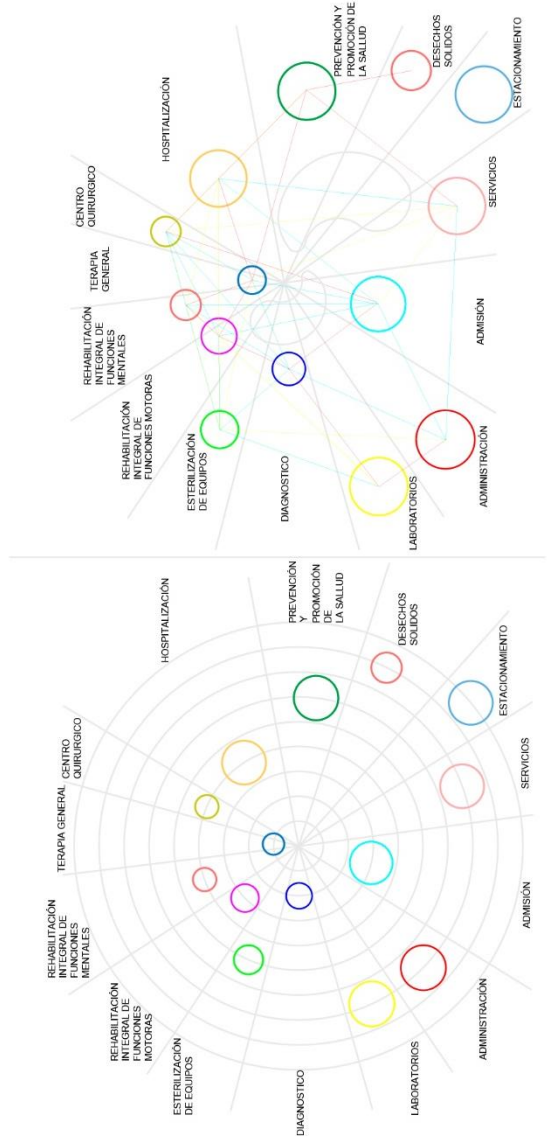 HOSPITALIZACIÓN
CENTRO
QUIRURGICO
TERAPIA
GENERAL
REHABILITACIÓN
INTEGRAL DE
FUNCIONES
MENTALES
REHABILITACIÓN
INTEGRAL DE
FUNCIONES MOTORAS
ESTERILIZACIÓN
DE EQUIPOS
DIAGNOSTICO
LABORATORIOS
ADMINISTRACIÓN
ADMISIÓN
SERVICIOS
ESTACIONAMIENTO
DESECHOS
SOLIDOS
PREVENCIÓN Y
PROMOCIÓN DE
LA SALLUD
HOSPITALIZACIÓN
CENTRO
QUIRURGICO
TERAPIA GENERAL
REHABILITACIÓN
INTEGRAL DE
FUNCIONES
MENTALES
REHABILITACIÓN
INTEGRAL DE
FUNCIONES
MOTORAS
ESTERILIZACIÓN
DE EQUIPOS
DIAGNOSTICO
LABORATORIOS
ADMINISTRACIÓN
ADMISIÓN
SERVICIOS
ESTACIONAMIENTO
DESECHOS
SOLIDOS
PREVENCIÓN
Y
PROMOCIÓN
DE
LA SALLUD